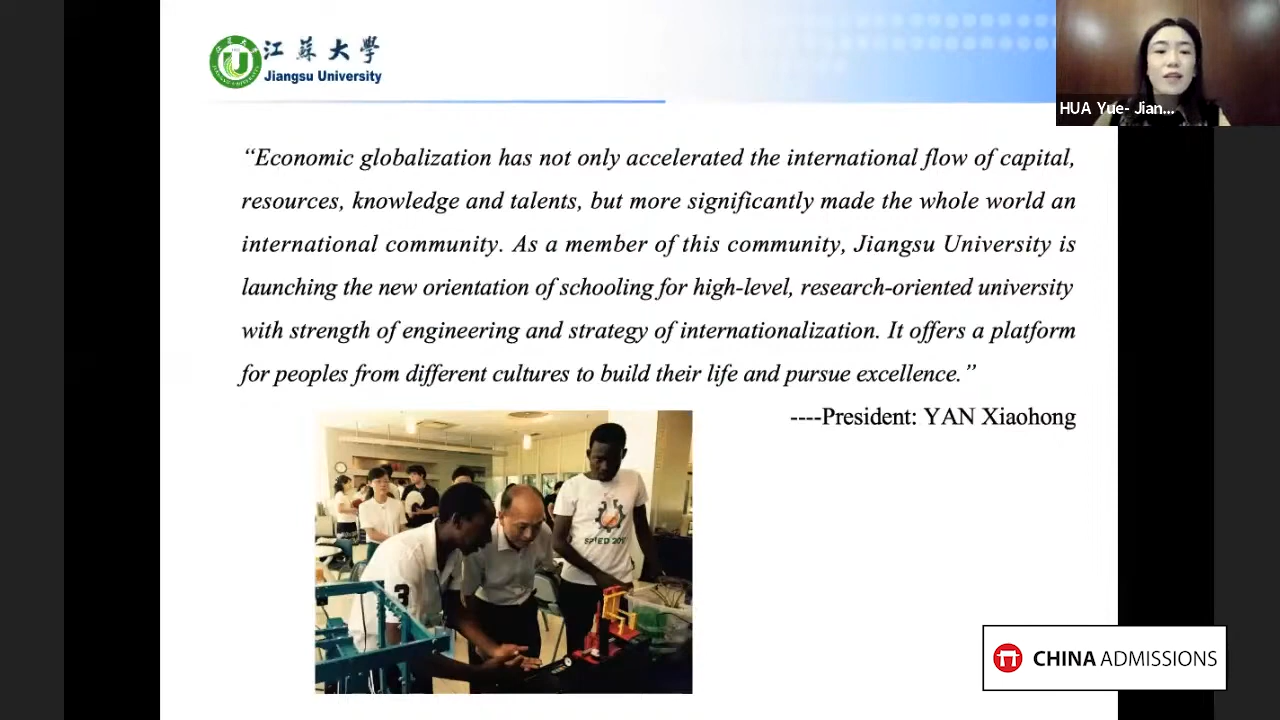 江蘇大學
Jiangsu University
HUA Yue- Jian...
“Economic globalization has not only accelerated the international flow of capital,
resources, knowledge and talents, but more significantly made the whole world an
international community. As a member of this community, Jiangsu University is
launching the new orientation of schooling for high-level, research-oriented university
with strength of engineering and strategy of internationalization. It offers a platform
for peoples from different cultures to build their life and pursue excellence.”
----President: YAN Xiaohong
3
CHINA ADMISSIONS